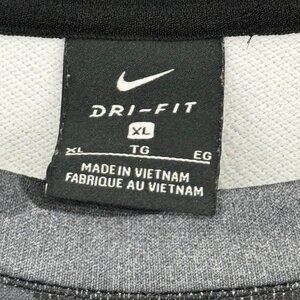 DRI-FIT
XL
XL TG EG
MADE IN VIETNAM
FABRIQUE AU VIETNAM